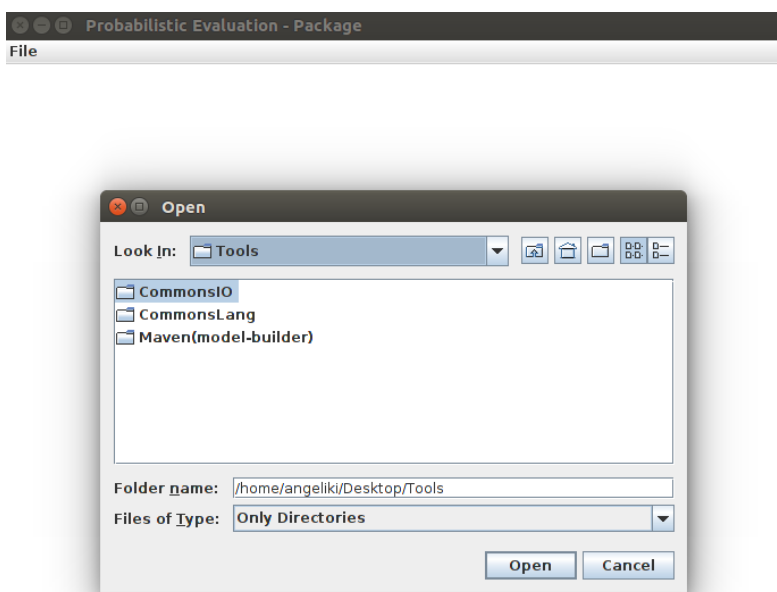 Probabilistic Evaluation - Package
File
Open
Look In: Tools
CommonsIO
CommonsLang
Maven(model-builder)
Folder name: /home/angeliki/Desktop/Tools
Files of Type: Only Directories
Open Cancel